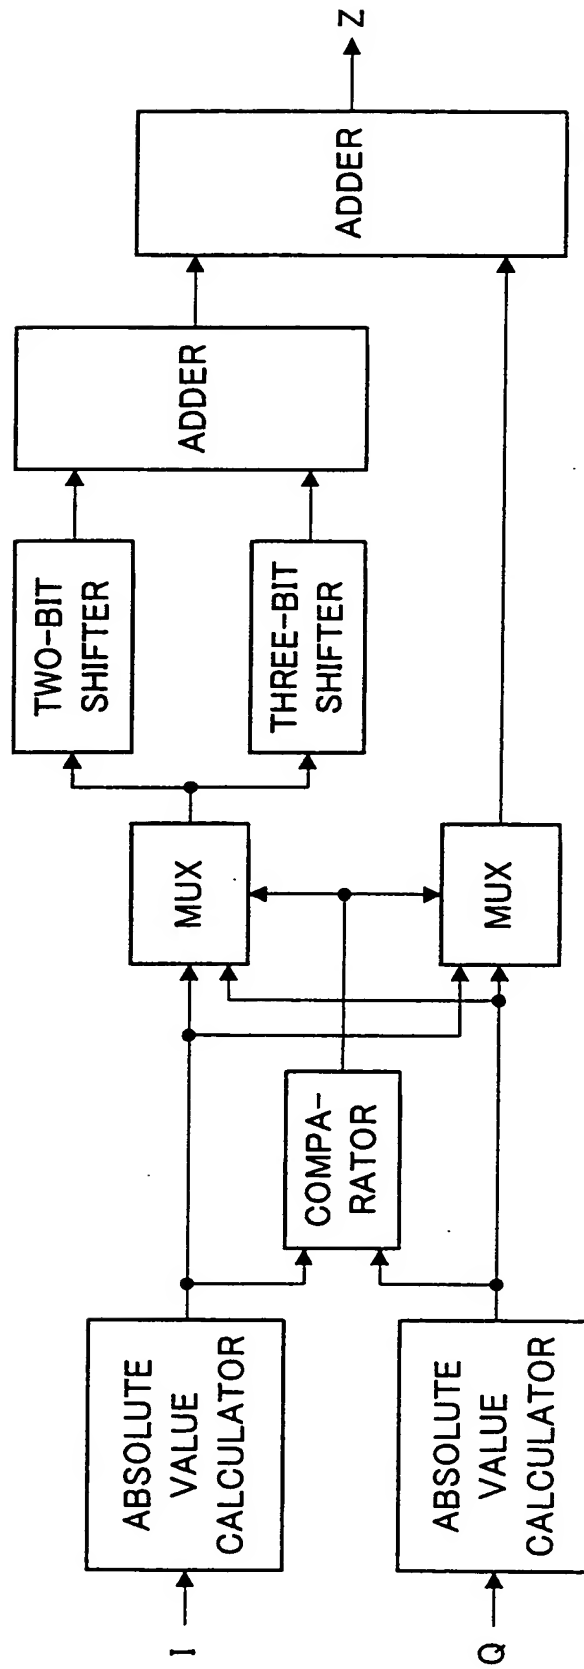 I
ABSOLUTE
VALUE
CALCULATOR
Q
ABSOLUTE
VALUE
CALCULATOR
COMPA-
RATOR
MUX
MUX
TWO-BIT
SHIFTER
THREE-BIT
SHIFTER
ADDER
ADDER
Z